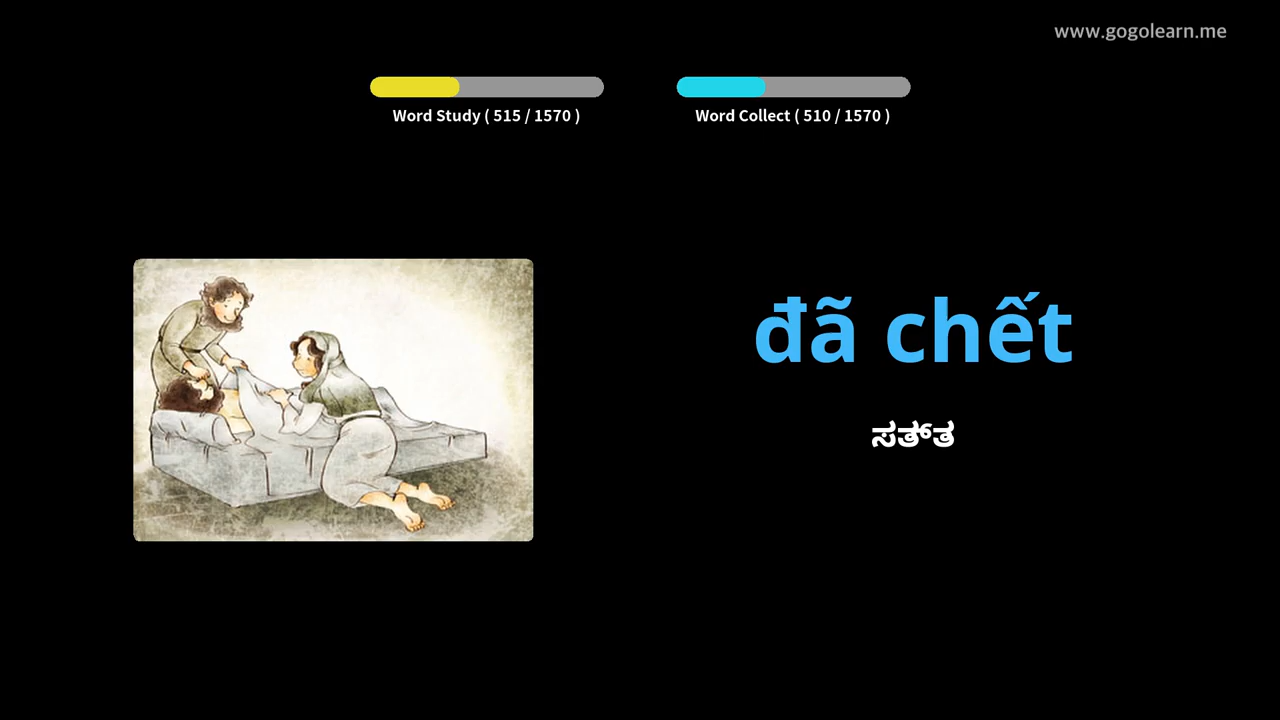 www.gogolearn.me
Word Study ( 515 / 1570 )
Word Collect ( 510 / 1570 )
đã chết
ಸತ್ತ